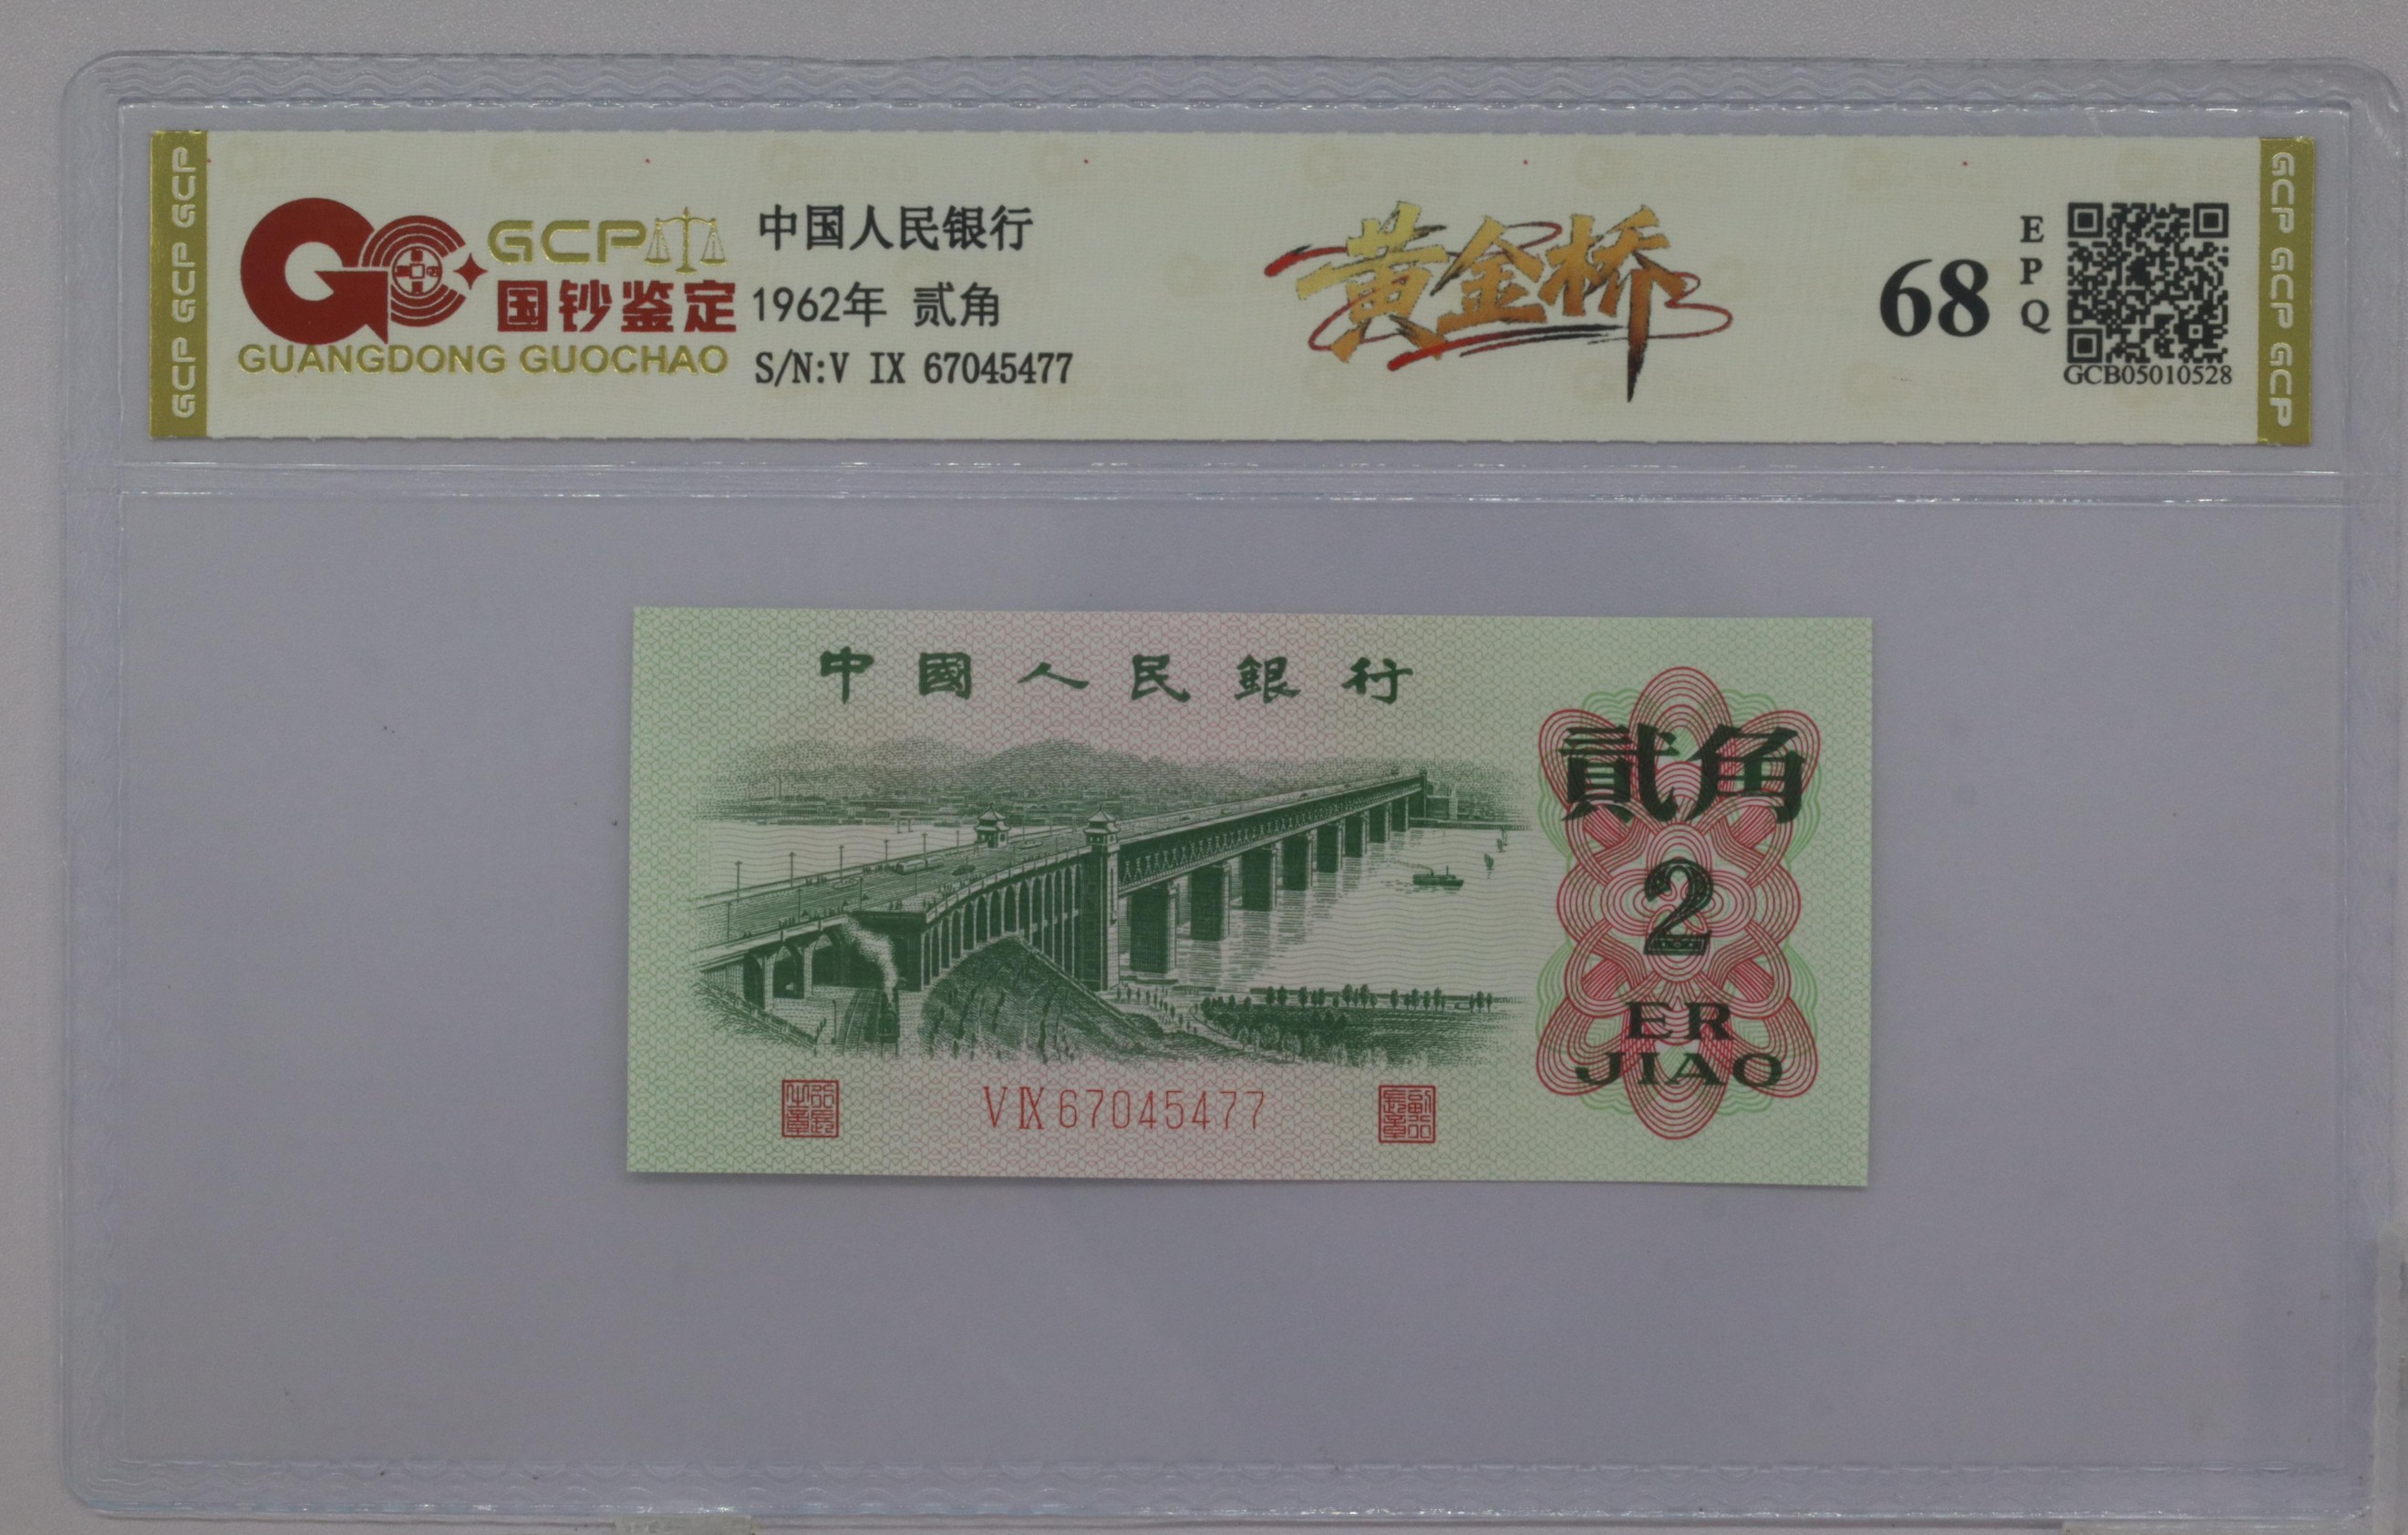 GCP GCP GCP
GCP
国钞鉴定
GUANGDONG GUOCHAO
中国人民银行
1962年 贰角
S/N:V IX 67045477
黄金桥
68
EPQ
GCB05010528
GCP GCP GCP
中國人民銀行
貳角
2
ER
JIAO
VⅨ67045477